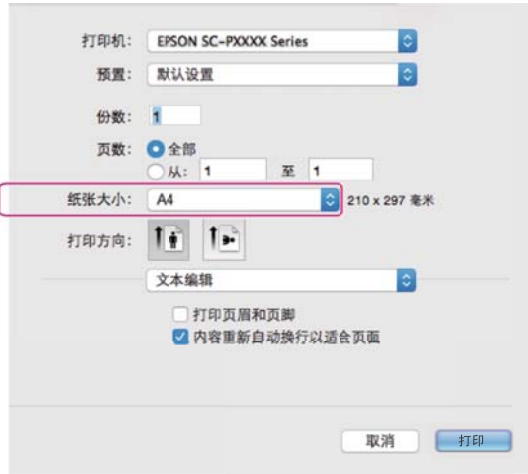 打印机: EPSON SC-PXXXX Series
预置: 默认设置
份数: 1
页数: 全部
从: 1 至 1
纸张大小: A4 210 x 297 毫米
打印方向:
文本编辑
打印页眉和页脚
内容重新自动换行以适合页面
取消 打印